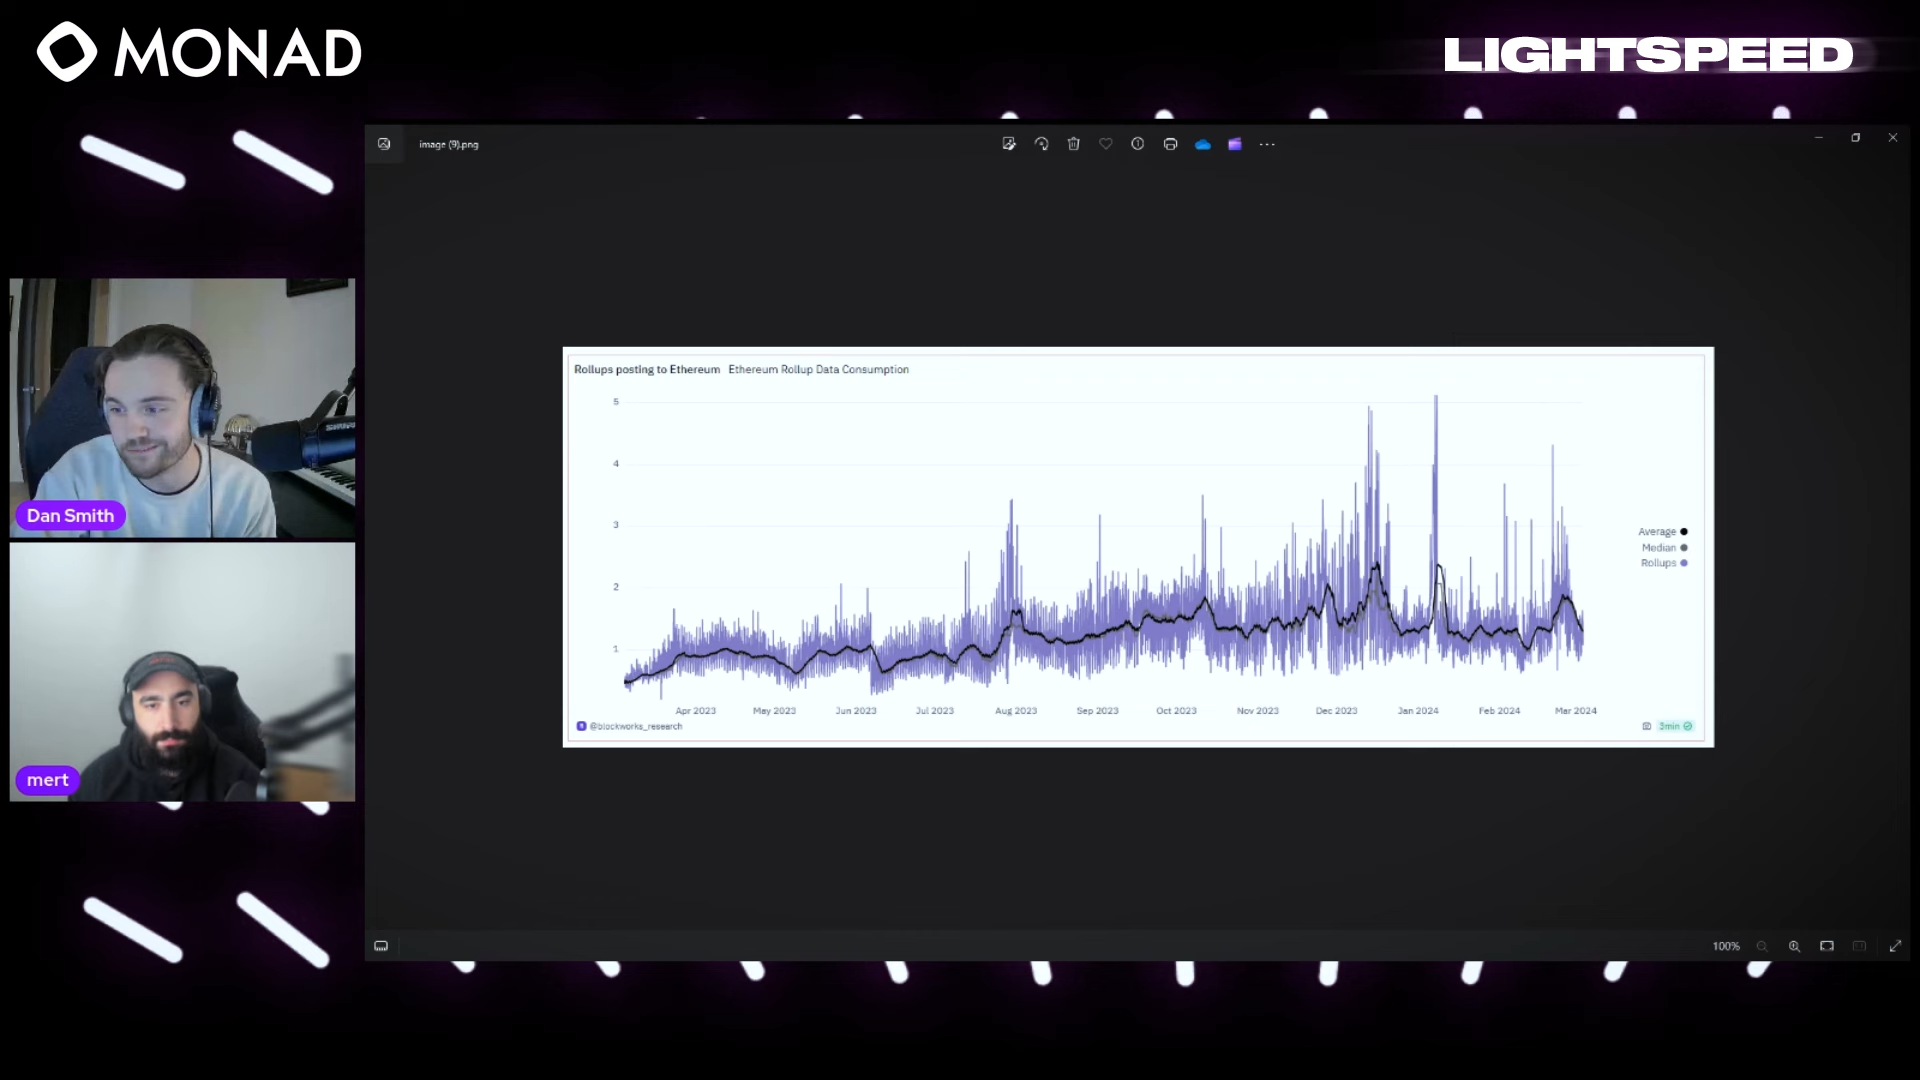 MONAD
LIGHTSPEED
image (9).png
Rollups posting to Ethereum Ethereum Rollup Data Consumption
5
4
3
2
1
Average
Median
Rollups
Apr 2023 May 2023 Jun 2023 Jul 2023 Aug 2023 Sep 2023 Oct 2023 Nov 2023 Dec 2023 Jan 2024 Feb 2024 Mar 2024
@blockworks_research
3min
Dan Smith
mert
100%